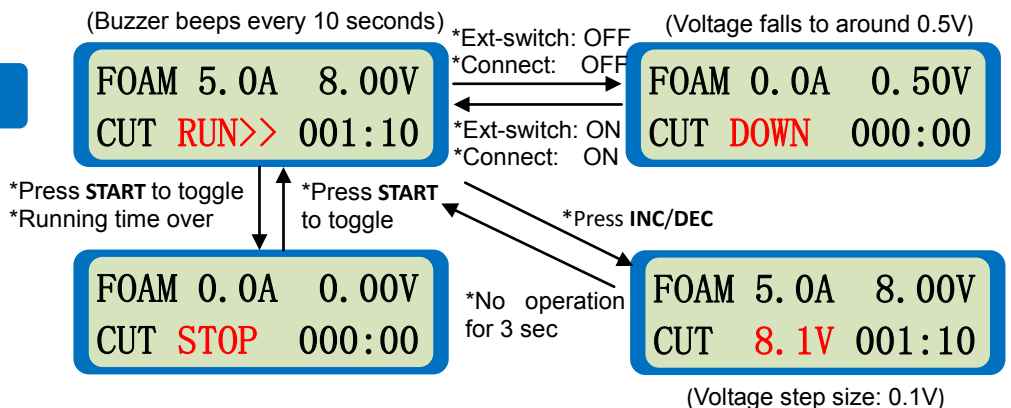 (Buzzer beeps every 10 seconds)
FOAM 5.0A 8.00V
CUT RUN>> 001:10
*Ext-switch: OFF
*Connect: OFF
*Ext-switch: ON
*Connect: ON
(Voltage falls to around 0.5V)
FOAM 0.0A 0.50V
CUT DOWN 000:00
*Press START to toggle
*Running time over
*Press START
to toggle
*Press INC/DEC
*No operation
for 3 sec
FOAM 0.0A 0.00V
CUT STOP 000:00
FOAM 5.0A 8.00V
CUT 8.1V 001:10
(Voltage step size: 0.1V)